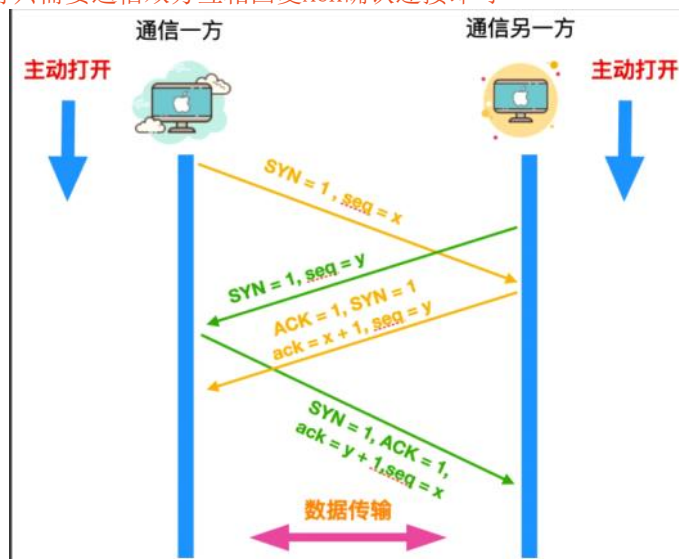 通信一方
通信另一方
主动打开
主动打开
SYN = 1 , seq = x
SYN = 1, seq = y
ACK = 1, SYN = 1
ack = x + 1, seq = y
SYN = 1, ACK = 1,
ack = y + 1,seq = x
数据传输